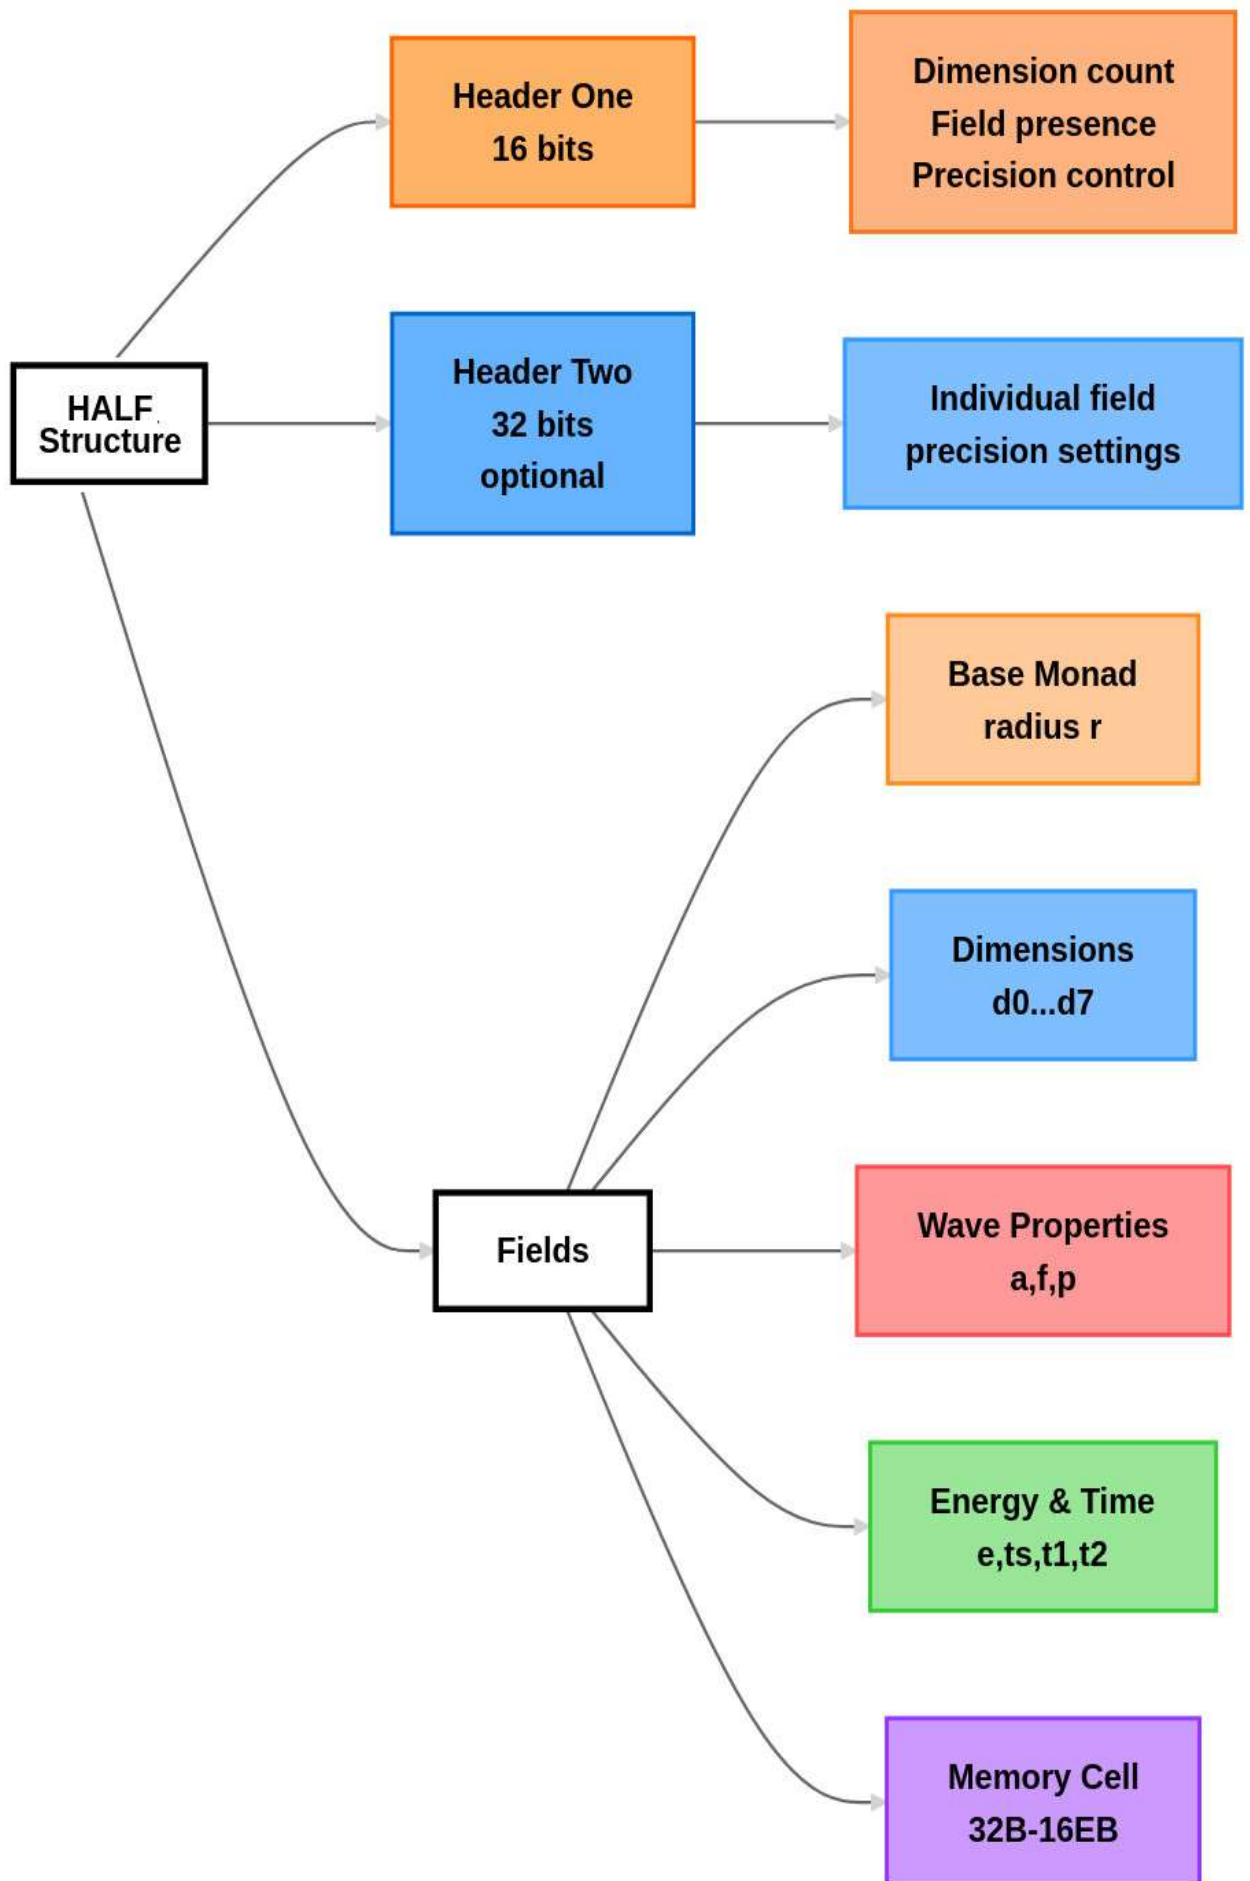 Header One
16 bits
Dimension count
Field presence
Precision control
HALF
Structure
Header Two
32 bits
optional
Individual field
precision settings
Base Monad
radius r
Dimensions
d0...d7
Fields
Wave Properties
a,f,p
Energy & Time
e,ts,t1,t2
Memory Cell
32B-16EB